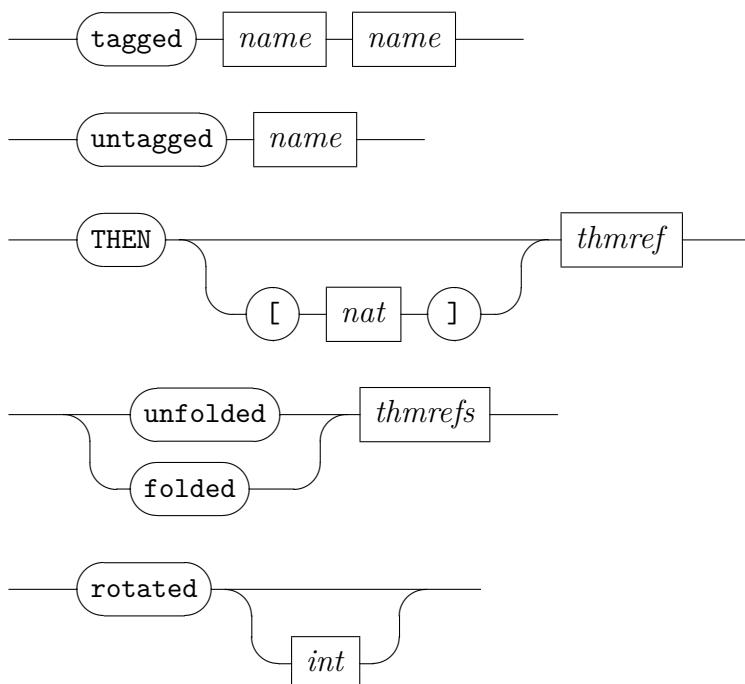 tagged name name
untagged name
THEN thmref
[ nat ]
unfolded thmrefs
folded
rotated
int